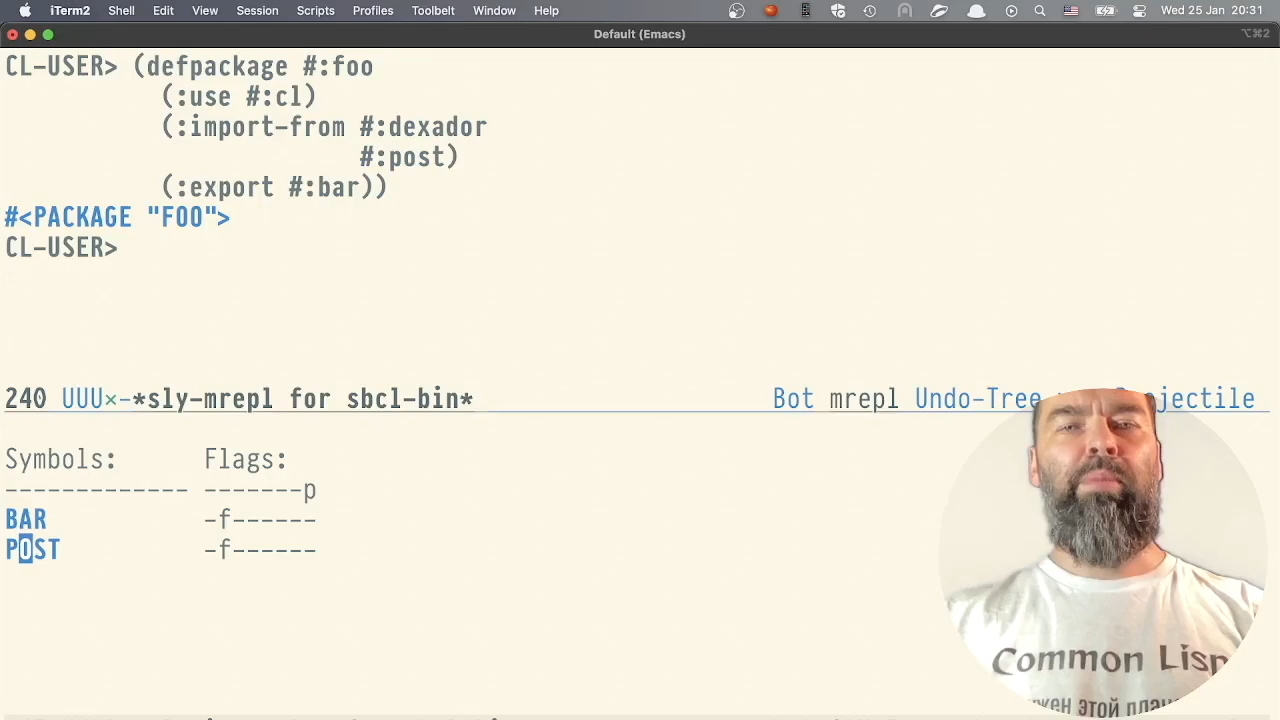 iTerm2 Shell Edit View Session Scripts Profiles Toolbelt Window Help Wed 25 Jan 20:31
Default (Emacs) ⌥⌘2
CL-USER> (defpackage #:foo
(:use #:cl)
(:import-from #:dexador
#:post)
(:export #:bar))
#<PACKAGE "FOO">
CL-USER>
240 UUU×-*sly-mrepl for sbcl-bin* Bot mrepl Undo-Tree
Symbols: Flags:
------------- -------p
BAR -f------
POST -f------
Common Lisp